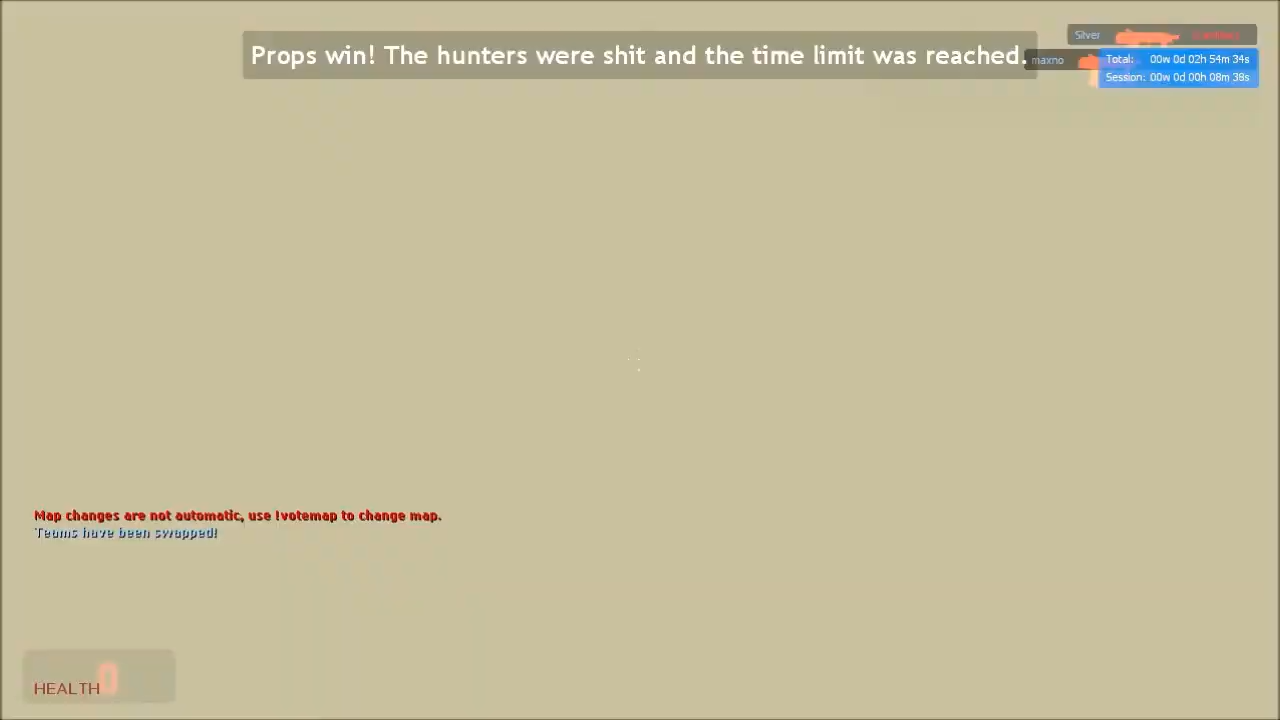 Props win! The hunters were shit and the time limit was reached.
Silver
maxno
Total: 00w 0d 02h 54m 34s
Session: 00w 0d 00h 08m 38s
Map changes are not automatic, use !votemap to change map.
Teams have been swapped!
HEALTH 0